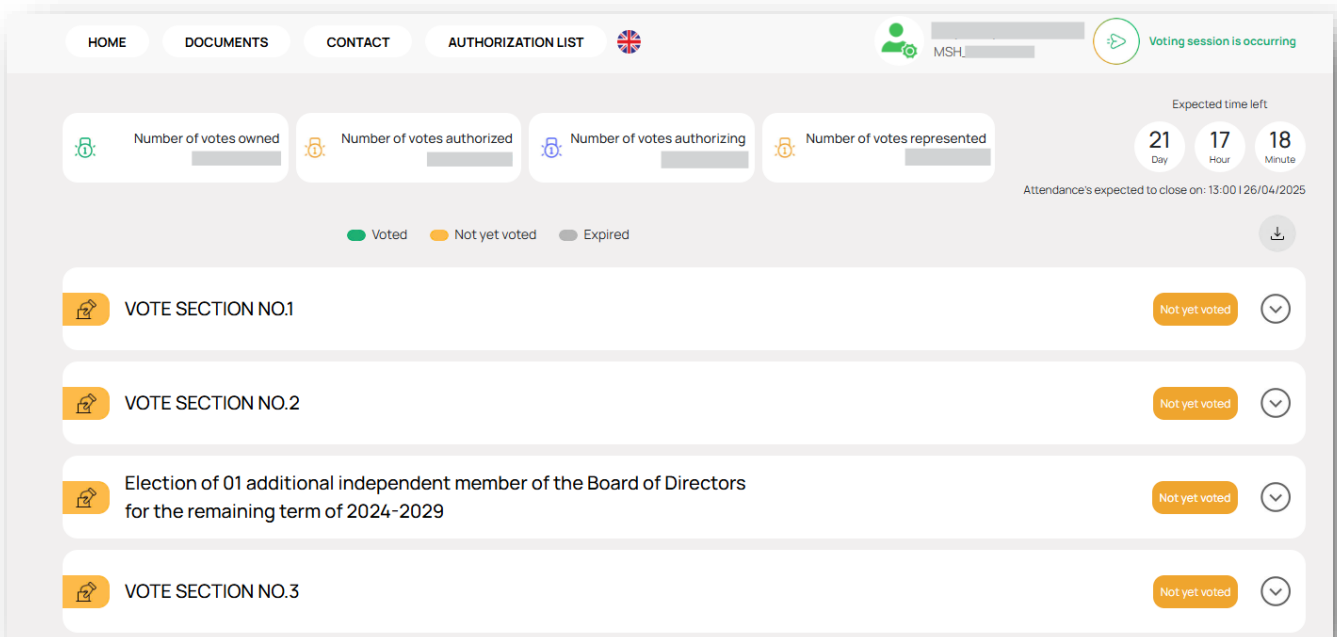 HOME DOCUMENTS CONTACT AUTHORIZATION LIST
MSH_
Voting session is occurring
Expected time left
21 17 18
Day Hour Minute
Attendance's expected to close on: 13:00 | 26/04/2025
Number of votes owned
Number of votes authorized
Number of votes authorizing
Number of votes represented
Voted Not yet voted Expired
VOTE SECTION NO.1 Not yet voted
VOTE SECTION NO.2 Not yet voted
Election of 01 additional independent member of the Board of Directors
for the remaining term of 2024-2029
Not yet voted
VOTE SECTION NO.3 Not yet voted